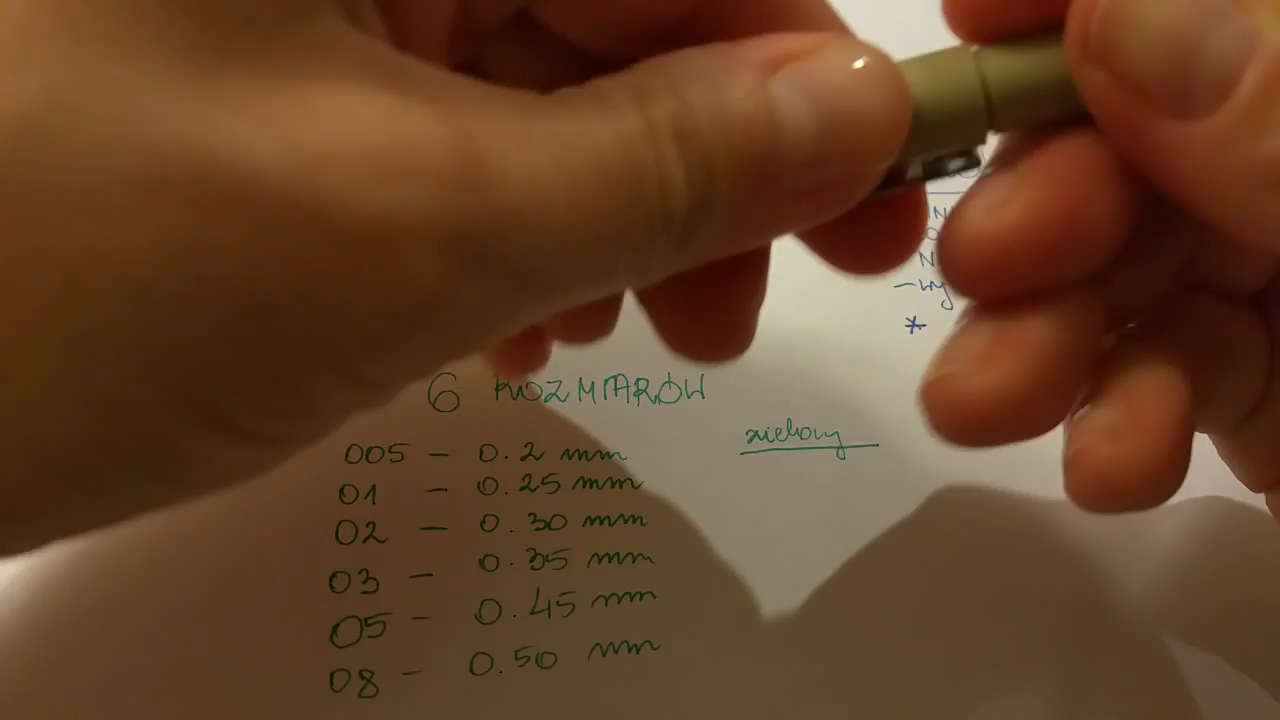 6 ROZMIARÓW
005 - 0.2 mm
01 - 0.25 mm
02 - 0.30 mm
03 - 0.35 mm
05 - 0.45 mm
08 - 0.50 mm
zielony
*